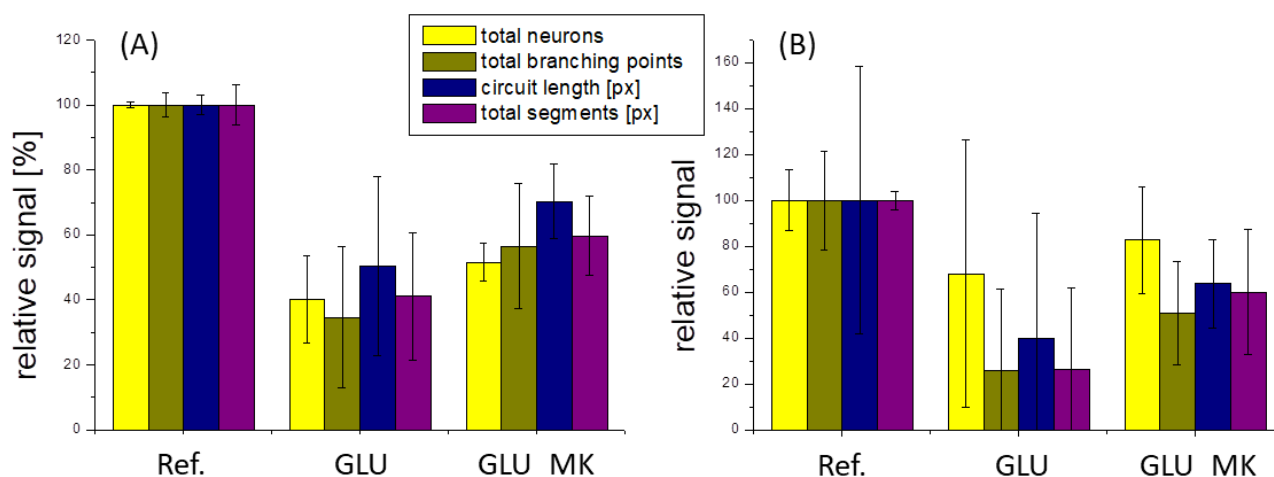 (A)
total neurons
total branching points
circuit length [px]
total segments [px]
relative signal [%]
120
100
80
60
40
20
0
Ref.
GLU
GLU MK
(B)
relative signal
160
140
120
100
80
60
40
20
0
Ref.
GLU
GLU MK